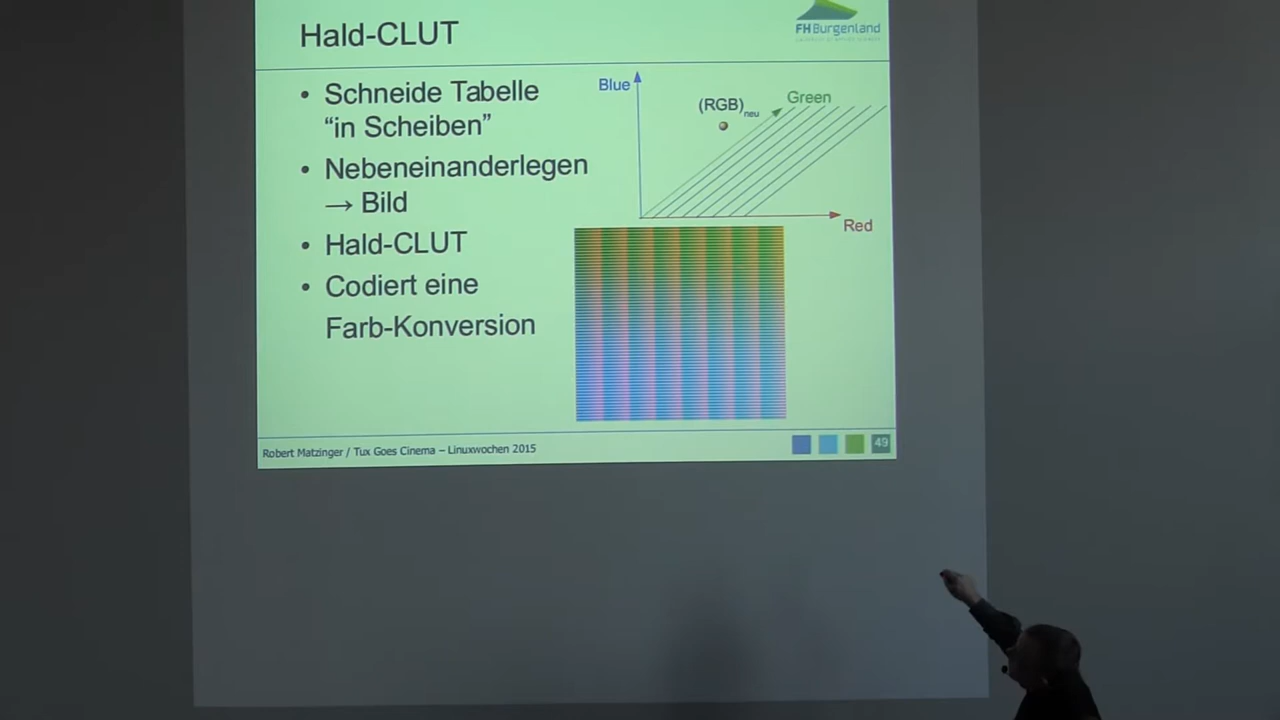 Hald-CLUT
FH Burgenland
• Schneide Tabelle
“in Scheiben”
• Nebeneinanderlegen
→ Bild
• Hald-CLUT
• Codiert eine
Farb-Konversion
Blue
(RGB)neu
Green
Red
Robert Matzinger / Tux Goes Cinema – Linuxwochen 2015
49